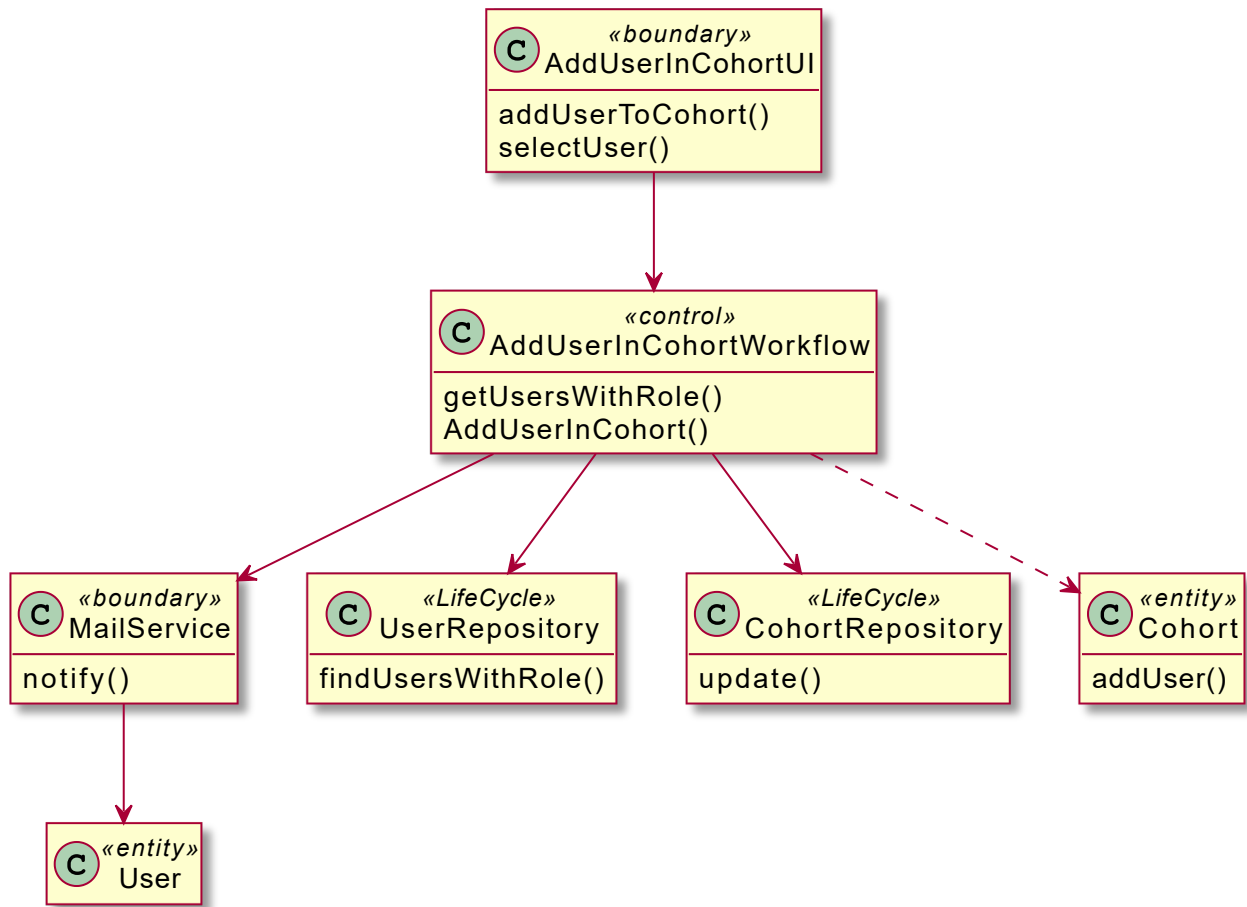 C
«boundary»
AddUserInCohortUI
addUserToCohort()
selectUser()
C
«control»
AddUserInCohortWorkflow
getUsersWithRole()
AddUserInCohort()
C
«boundary»
MailService
notify()
C
«LifeCycle»
UserRepository
findUsersWithRole()
C
«LifeCycle»
CohortRepository
update()
C
«entity»
Cohort
addUser()
C
«entity»
User